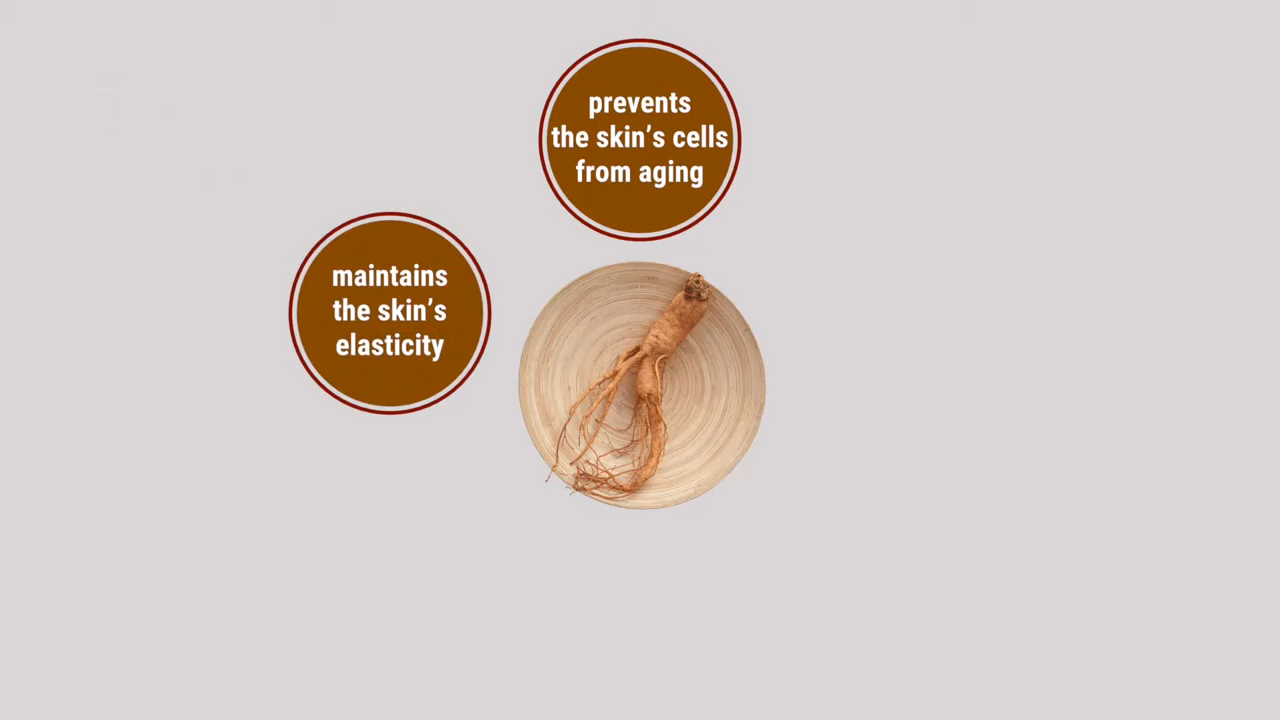 prevents
the skin’s cells
from aging
maintains
the skin’s
elasticity